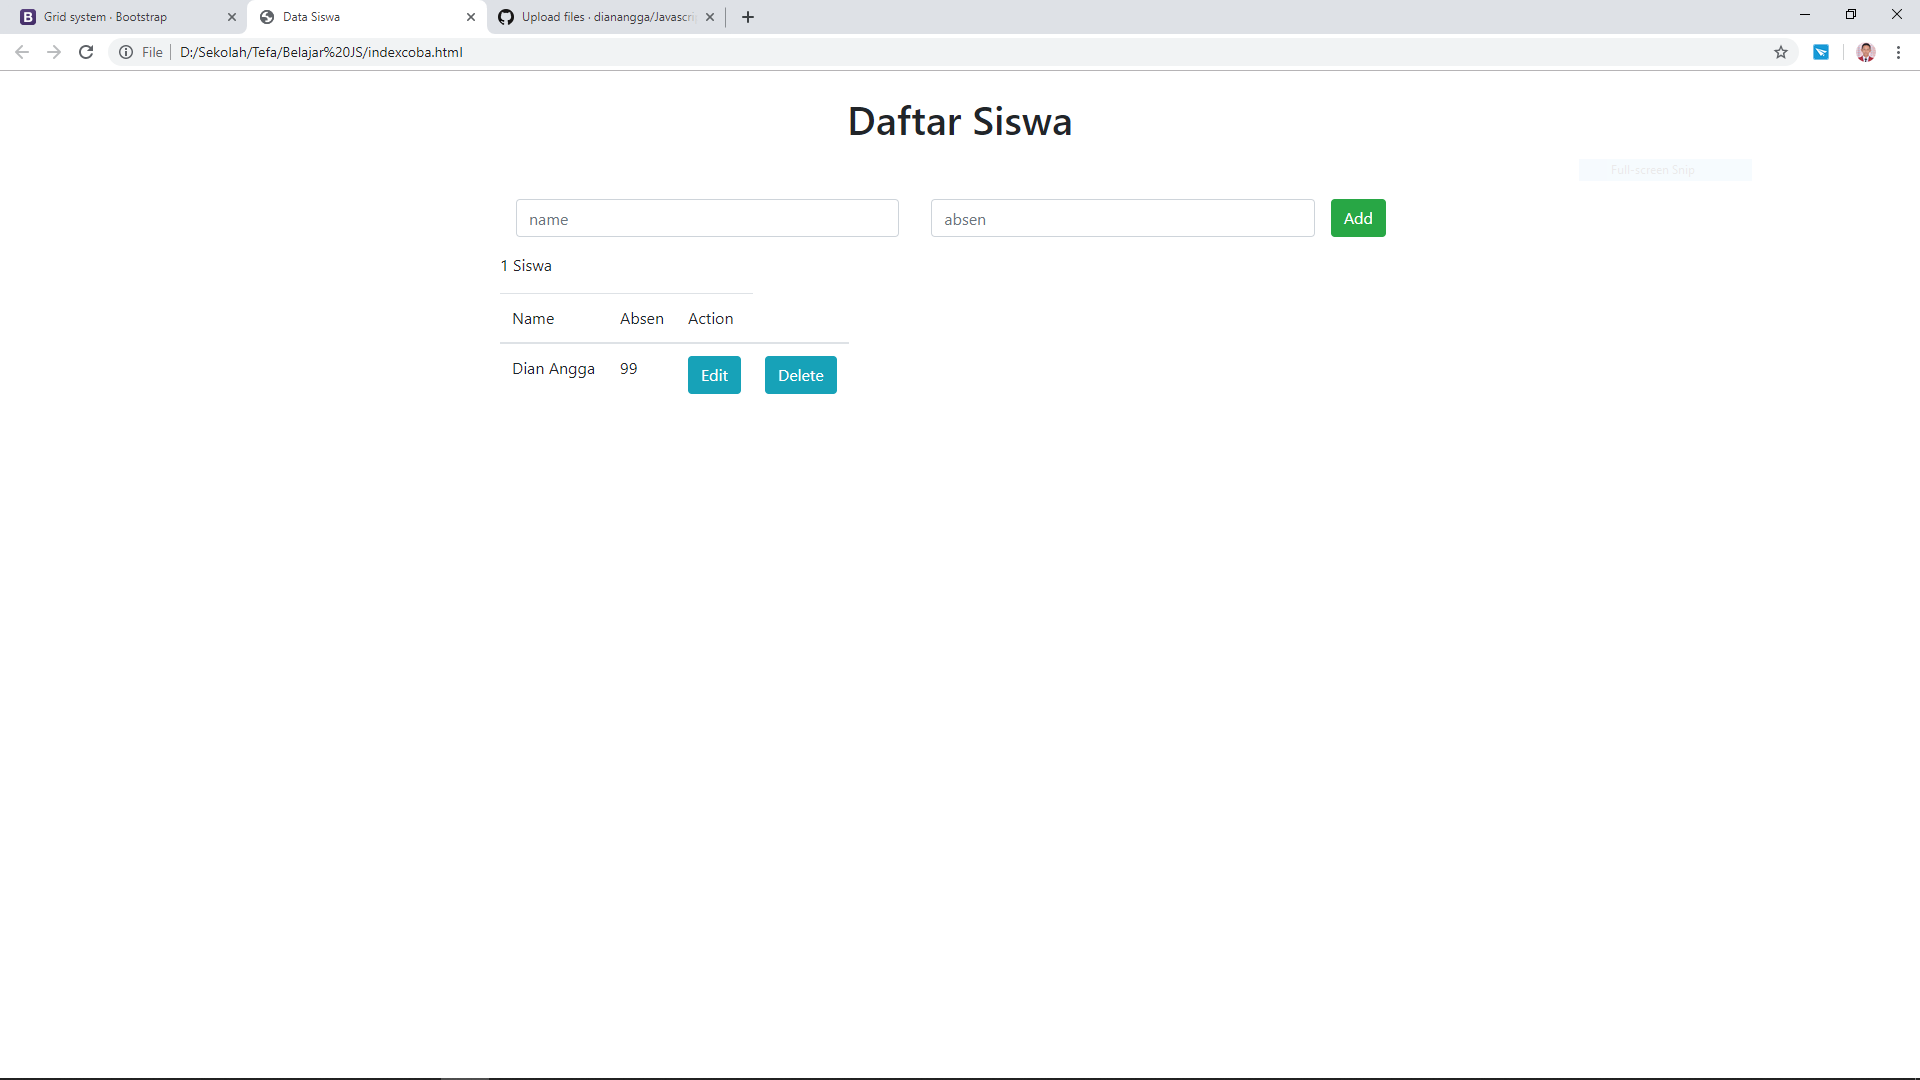 Grid system · Bootstrap
Data Siswa
Upload files · dianangga/Javascri
File
D:/Sekolah/Tefa/Belajar%20JS/indexcoba.html
Daftar Siswa
Full-screen Snip
name
absen
Add
1 Siswa
Name Absen Action
Dian Angga 99 Edit Delete